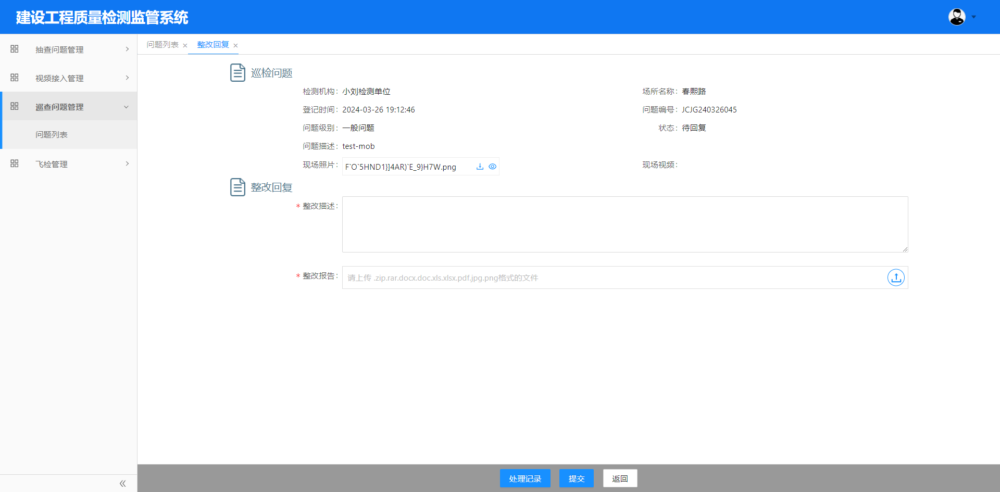 建设工程质量检测监管系统
抽查问题管理
视频接入管理
巡查问题管理
问题列表
飞检管理
问题列表 整改回复
巡检问题
检测机构： 小刘检测单位 场所名称： 春熙路
登记时间： 2024-03-26 19:12:46 问题编号： JCJG240326045
问题级别： 一般问题 状态： 待回复
问题描述： test-mob
现场照片： F`O`5HND1}]4AR)`E_9}H7W.png 现场视频：
整改回复
* 整改描述：
* 整改报告： 请上传 .zip.rar.docx.doc.xls.xlsx.pdf.jpg.png格式的文件
处理记录 提交 返回